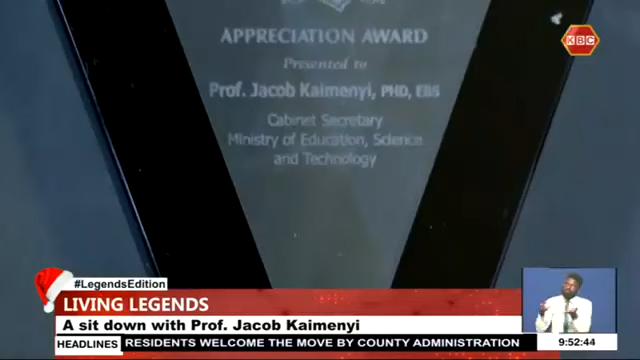 APPRECIATION AWARD
Presented to
Prof. Jacob Kaimenyi, PHD, EBS
Cabinet Secretary
Ministry of Education, Science
and Technology
KBC
#LegendsEdition
LIVING LEGENDS
A sit down with Prof. Jacob Kaimenyi
HEADLINES RESIDENTS WELCOME THE MOVE BY COUNTY ADMINISTRATION 9:52:44